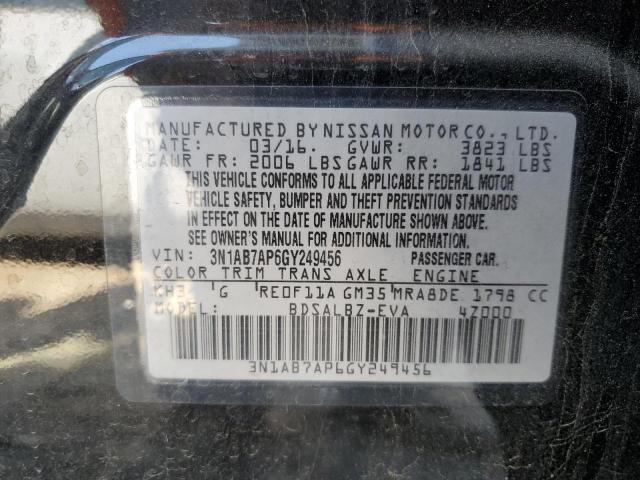 MANUFACTURED BY NISSAN MOTOR CO., LTD.
DATE: 03/16. GVWR: 3823 LBS
GAWR FR: 2006 LBS GAWR RR: 1841 LBS
THIS VEHICLE CONFORMS TO ALL APPLICABLE FEDERAL MOTOR
VEHICLE SAFETY, BUMPER AND THEFT PREVENTION STANDARDS
IN EFFECT ON THE DATE OF MANUFACTURE SHOWN ABOVE.
SEE OWNER'S MANUAL FOR ADDITIONAL INFORMATION.
VIN: 3N1AB7AP6GY249456 PASSENGER CAR.
COLOR TRIM TRANS AXLE ENGINE
KH3 G RE0F11A GM35 MRA8DE 1798 CC
MODEL: BDSALBZ-EVA 4Z000
3N1AB7AP6GY249456